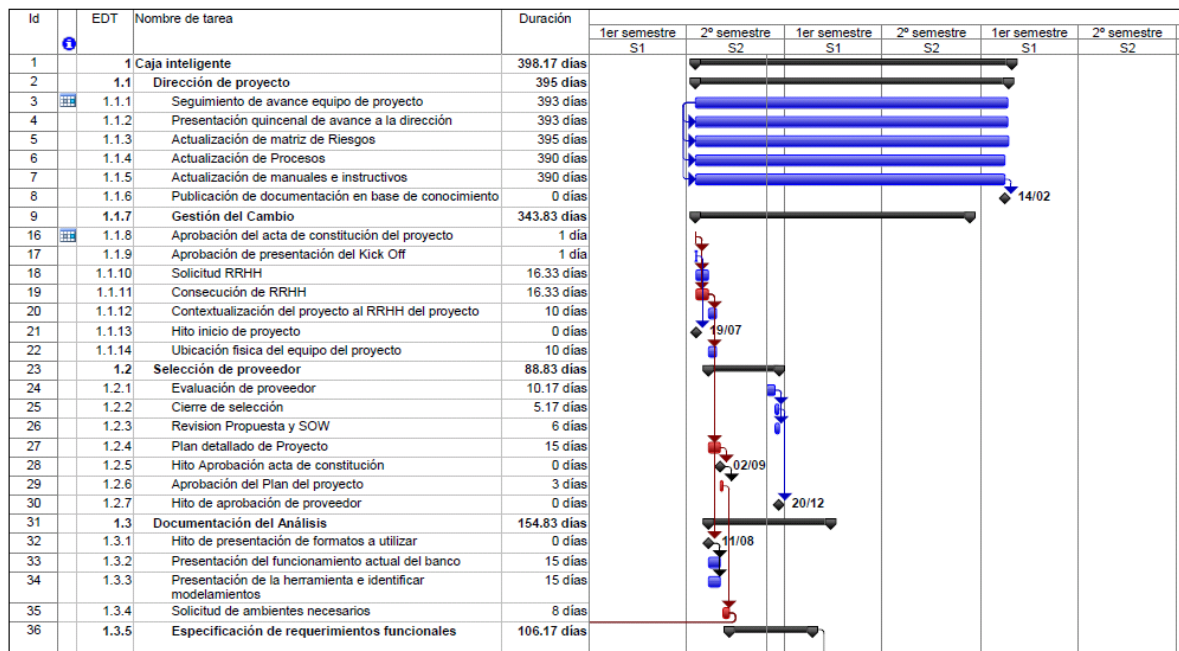 Id EDT Nombre de tarea Duración
1er semestre 2º semestre 1er semestre 2º semestre 1er semestre 2º semestre
S1 S2 S1 S2 S1 S2
1 1 Caja inteligente 398.17 días
2 1.1 Dirección de proyecto 395 días
3 1.1.1 Seguimiento de avance equipo de proyecto 393 días
4 1.1.2 Presentación quincenal de avance a la dirección 393 días
5 1.1.3 Actualización de matriz de Riesgos 395 días
6 1.1.4 Actualización de Procesos 390 días
7 1.1.5 Actualización de manuales e instructivos 390 días
8 1.1.6 Publicación de documentación en base de conocimiento 0 días 14/02
9 1.1.7 Gestión del Cambio 343.83 días
16 1.1.8 Aprobación del acta de constitución del proyecto 1 día
17 1.1.9 Aprobación de presentación del Kick Off 1 día
18 1.1.10 Solicitud RRHH 16.33 días
19 1.1.11 Consecución de RRHH 16.33 días
20 1.1.12 Contextualización del proyecto al RRHH del proyecto 10 días
21 1.1.13 Hito inicio de proyecto 0 días 19/07
22 1.1.14 Ubicación fisica del equipo del proyecto 10 días
23 1.2 Selección de proveedor 88.83 días
24 1.2.1 Evaluación de proveedor 10.17 días
25 1.2.2 Cierre de selección 5.17 días
26 1.2.3 Revision Propuesta y SOW 6 días
27 1.2.4 Plan detallado de Proyecto 15 días
28 1.2.5 Hito Aprobación acta de constitución 0 días 02/09
29 1.2.6 Aprobación del Plan del proyecto 3 días
30 1.2.7 Hito de aprobación de proveedor 0 días 20/12
31 1.3 Documentación del Análisis 154.83 días
32 1.3.1 Hito de presentación de formatos a utilizar 0 días 11/08
33 1.3.2 Presentación del funcionamiento actual del banco 15 días
34 1.3.3 Presentación de la herramienta e identificar 15 días
modelamientos
35 1.3.4 Solicitud de ambientes necesarios 8 días
36 1.3.5 Especificación de requerimientos funcionales 106.17 días